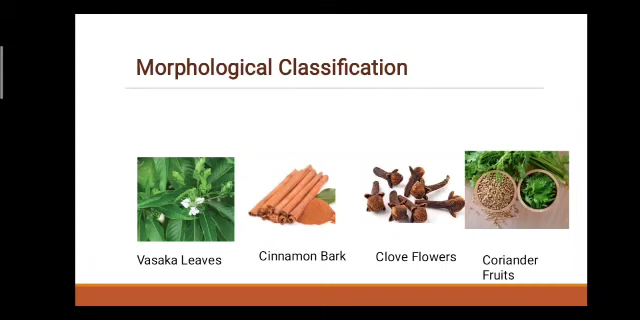 Morphological Classification
Vasaka Leaves
Cinnamon Bark
Clove Flowers
Coriander
Fruits